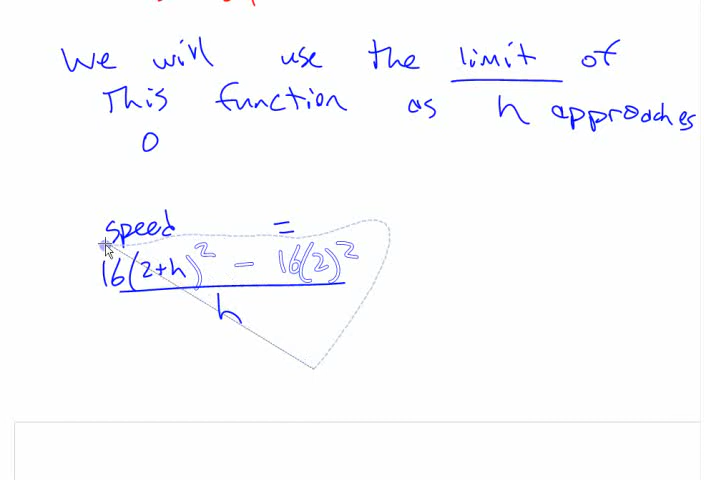 We will use the limit of
This function as h approaches
0
speed =
16(2+h)² - 16(2)²
h